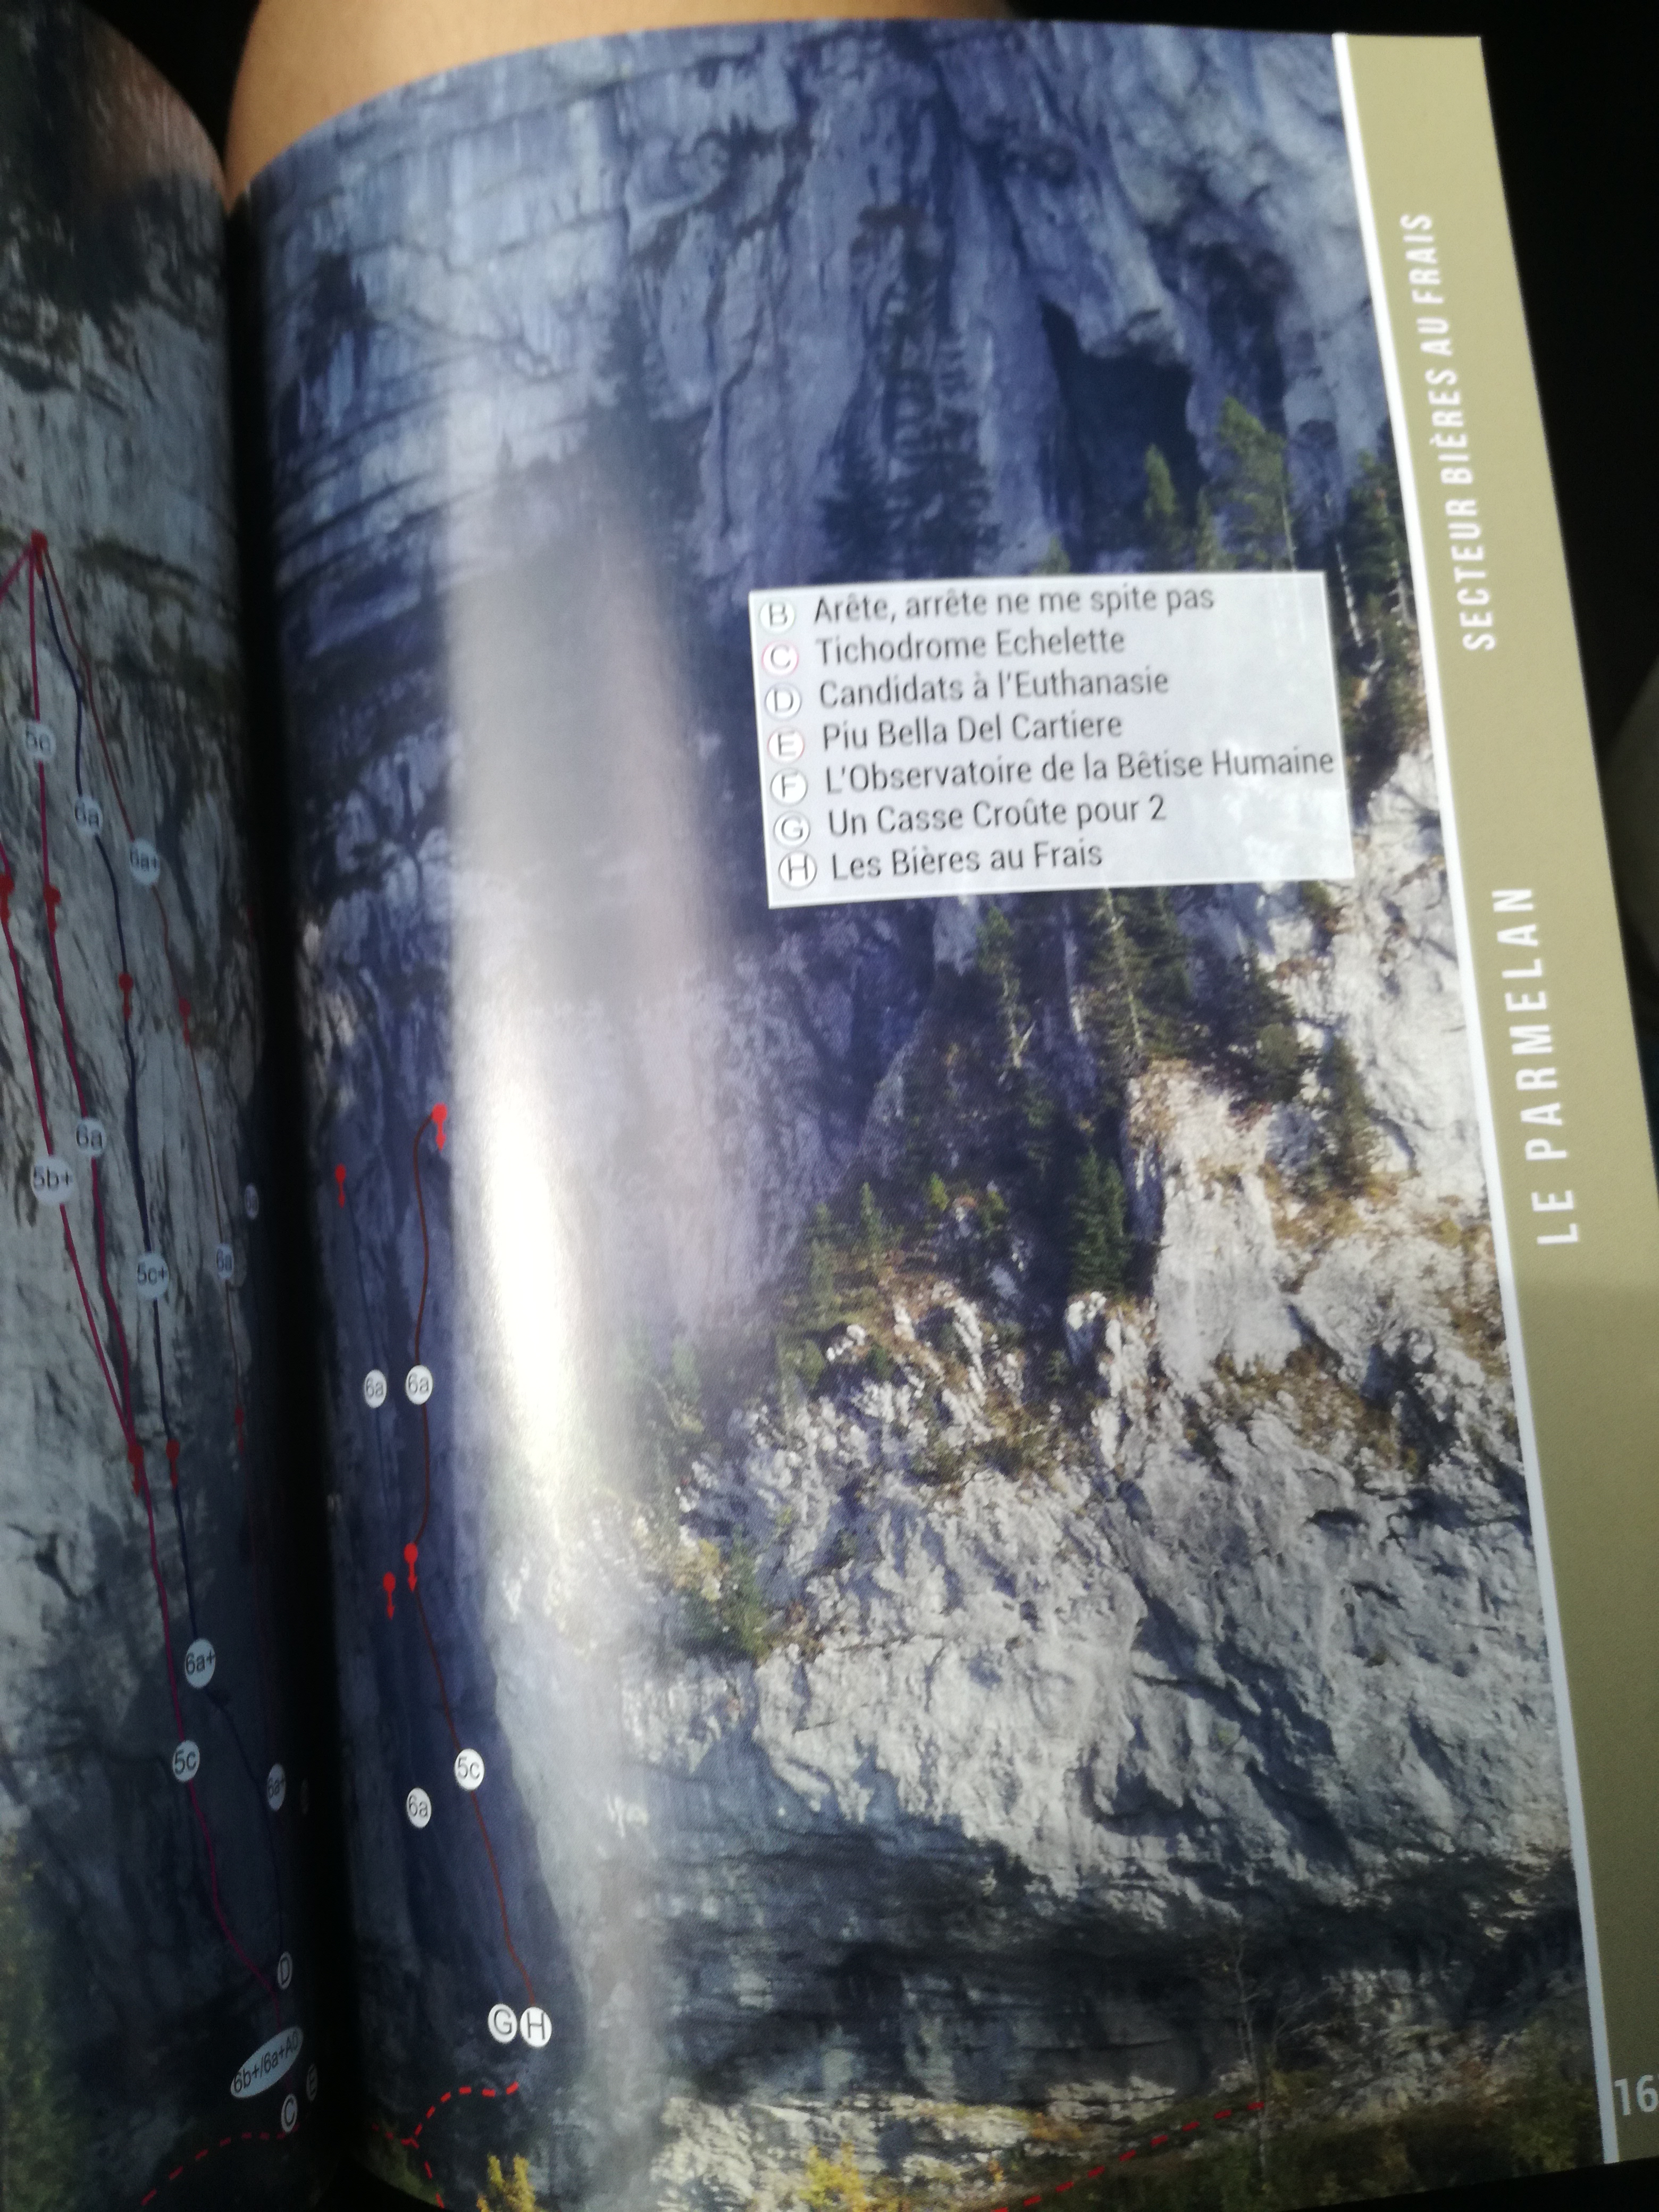 5c
6a
6a+
6a
5b+
5c+
6a
6a+
5c
6a+
D
6b+/6a+A0
C
B Arête, arrête ne me spite pas
C Tichodrome Echelette
D Candidats à l'Euthanasie
E Piu Bella Del Cartiere
F L'Observatoire de la Bêtise Humaine
G Un Casse Croûte pour 2
H Les Bières au Frais
6a
6a
5c
6a
G H
SECTEUR BIÈRES AU FRAIS
LE PARMELAN